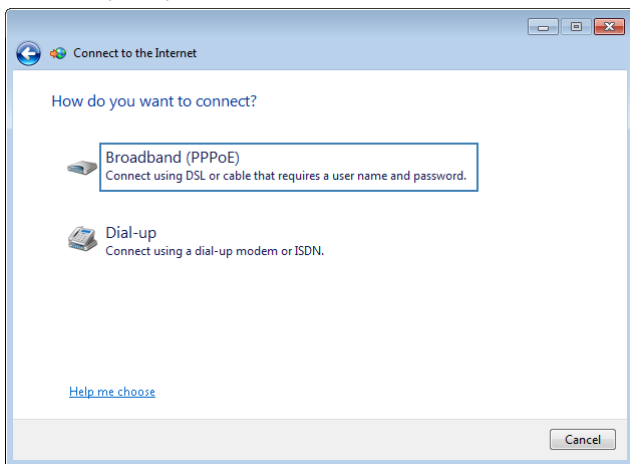 Connect to the Internet
How do you want to connect?
Broadband (PPPoE)
Connect using DSL or cable that requires a user name and password.
Dial-up
Connect using a dial-up modem or ISDN.
Help me choose
Cancel